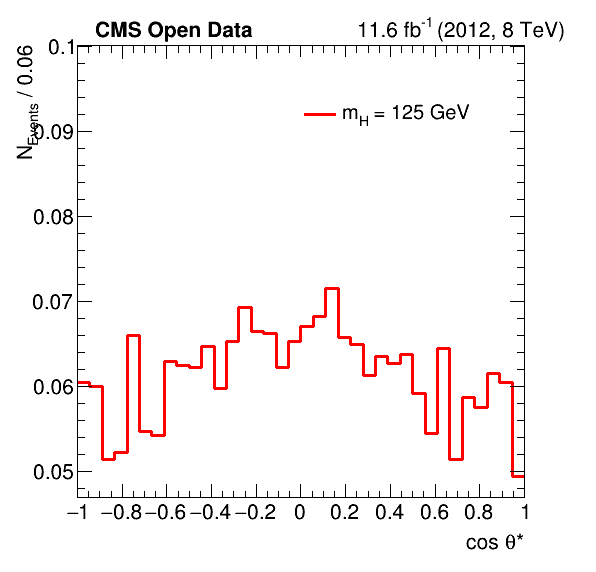 CMS Open Data 11.6 fb⁻¹ (2012, 8 TeV)
N_Events / 0.06
m_H = 125 GeV
0.1
0.09
0.08
0.07
0.06
0.05
−1 −0.8 −0.6 −0.4 −0.2 0 0.2 0.4 0.6 0.8 1
cos θ*